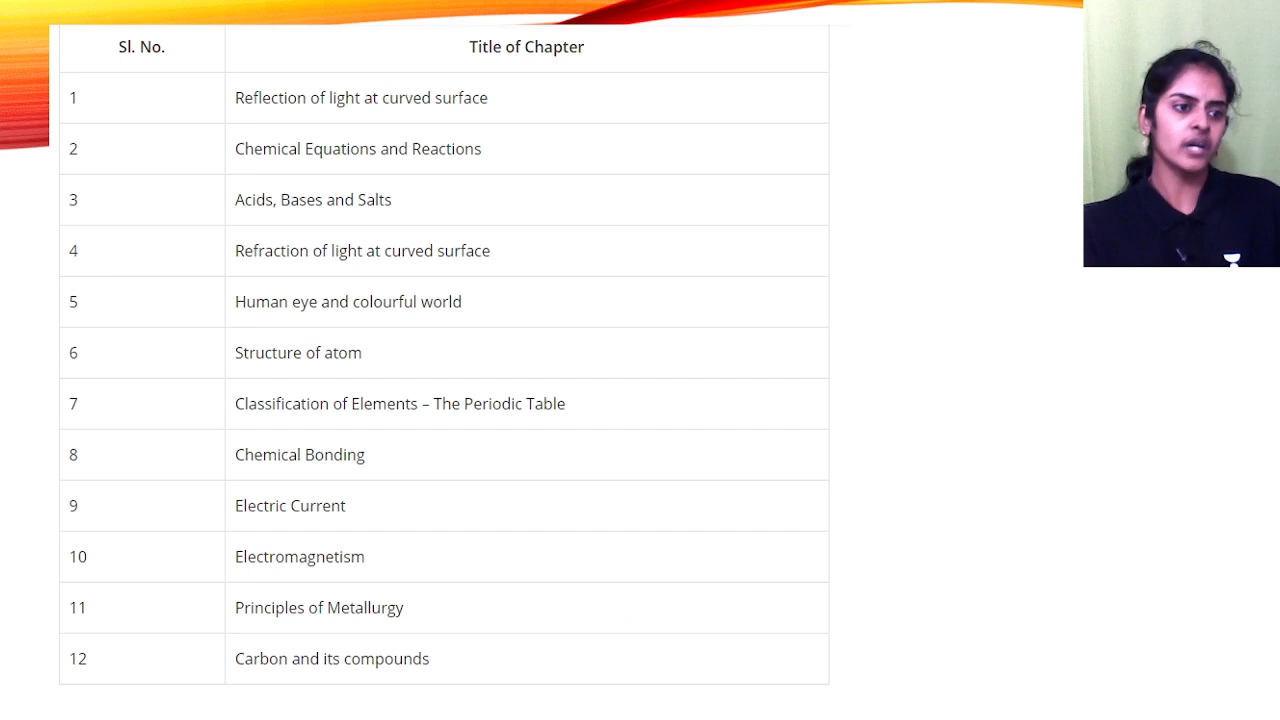 Sl. No. Title of Chapter
1 Reflection of light at curved surface
2 Chemical Equations and Reactions
3 Acids, Bases and Salts
4 Refraction of light at curved surface
5 Human eye and colourful world
6 Structure of atom
7 Classification of Elements – The Periodic Table
8 Chemical Bonding
9 Electric Current
10 Electromagnetism
11 Principles of Metallurgy
12 Carbon and its compounds